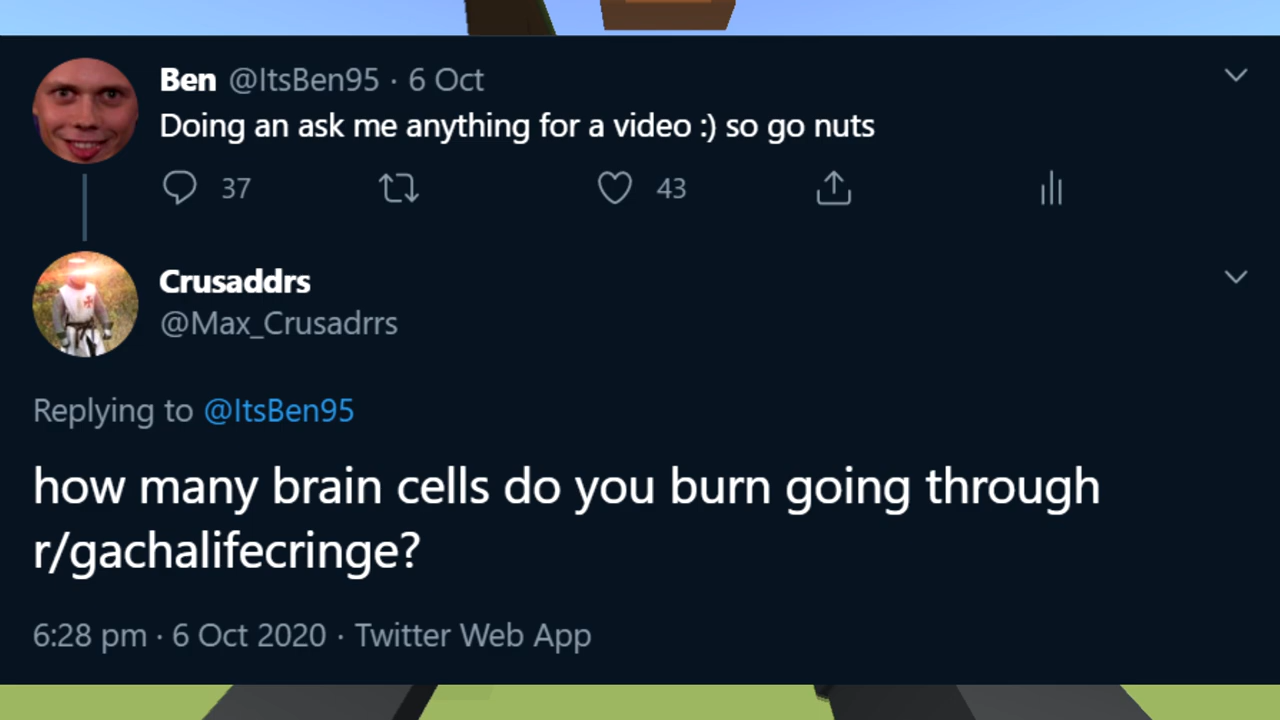 Ben @ItsBen95 · 6 Oct
Doing an ask me anything for a video :) so go nuts
37 43
Crusaddrs
@Max_Crusadrrs
Replying to @ItsBen95
how many brain cells do you burn going through
r/gachalifecringe?
6:28 pm · 6 Oct 2020 · Twitter Web App